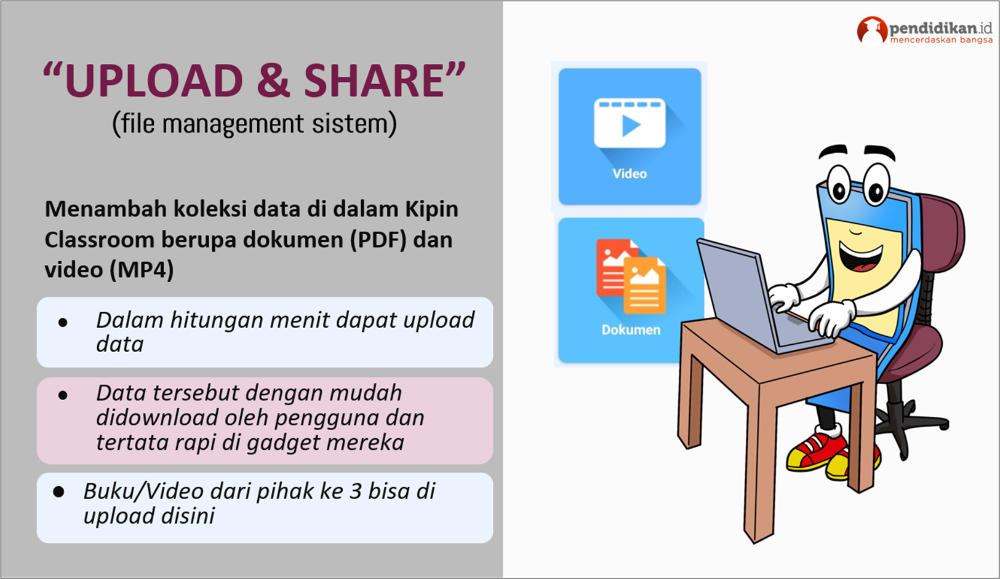 “UPLOAD & SHARE”
(file management sistem)
Menambah koleksi data di dalam Kipin
Classroom berupa dokumen (PDF) dan
video (MP4)
● Dalam hitungan menit dapat upload
data
● Data tersebut dengan mudah
didownload oleh pengguna dan
tertata rapi di gadget mereka
● Buku/Video dari pihak ke 3 bisa di
upload disini
pendidikan.id
mencerdaskan bangsa
Video
Dokumen